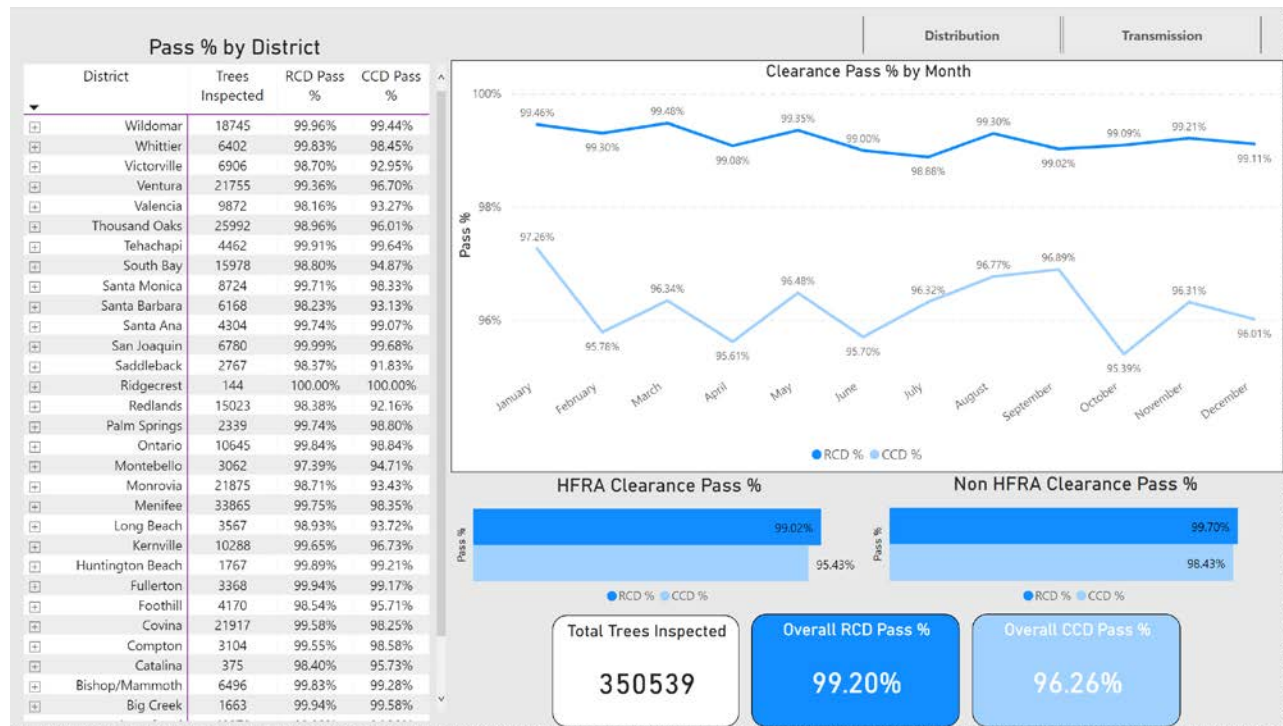 Distribution
Transmission
Pass % by District
District Trees Inspected RCD Pass % CCD Pass %
Wildomar 18745 99.96% 99.44%
Whittier 6402 99.83% 98.45%
Victorville 6906 98.70% 92.95%
Ventura 21755 99.36% 96.70%
Valencia 9872 98.16% 93.27%
Thousand Oaks 25992 98.96% 96.01%
Tehachapi 4462 99.91% 99.64%
South Bay 15978 98.80% 94.87%
Santa Monica 8724 99.71% 98.33%
Santa Barbara 6168 98.23% 93.13%
Santa Ana 4304 99.74% 99.07%
San Joaquin 6780 99.99% 99.68%
Saddleback 2767 98.37% 91.83%
Ridgecrest 144 100.00% 100.00%
Redlands 15023 98.38% 92.16%
Palm Springs 2339 99.74% 98.80%
Ontario 10645 99.84% 98.84%
Montebello 3062 97.39% 94.71%
Monrovia 21875 98.71% 93.43%
Menifee 33865 99.75% 98.35%
Long Beach 3567 98.93% 93.72%
Kernville 10288 99.65% 96.73%
Huntington Beach 1767 99.89% 99.21%
Fullerton 3368 99.94% 99.17%
Foothill 4170 98.54% 95.71%
Covina 21917 99.58% 98.25%
Compton 3104 99.55% 98.58%
Catalina 375 98.40% 95.73%
Bishop/Mammoth 6496 99.83% 99.28%
Big Creek 1663 99.94% 99.58%
Clearance Pass % by Month
Pass %
100%
98%
96%
99.46% 99.30% 99.48% 99.08% 99.35% 99.00% 98.88% 99.30% 99.02% 99.09% 99.21% 99.11%
97.26% 95.78% 96.34% 95.61% 96.48% 95.70% 96.32% 96.77% 96.89% 95.39% 96.31% 96.01%
January February March April May June July August September October November December
RCD % CCD %
HFRA Clearance Pass %
Pass %
99.02%
95.43%
RCD % CCD %
Non HFRA Clearance Pass %
Pass %
99.70%
98.43%
RCD % CCD %
Total Trees Inspected
350539
Overall RCD Pass %
99.20%
Overall CCD Pass %
96.26%